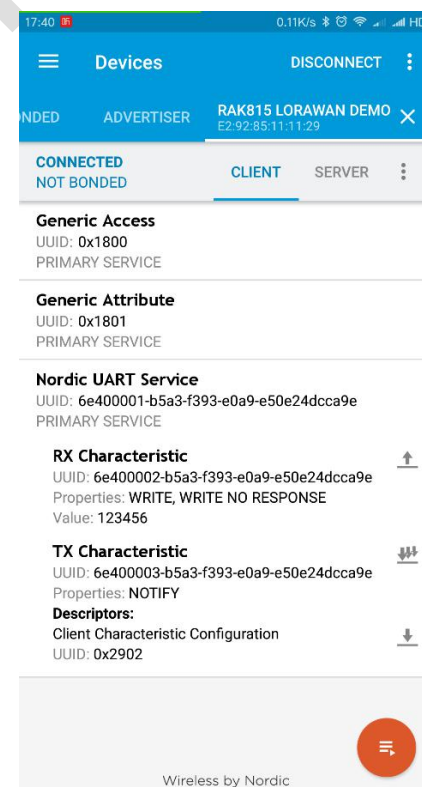 17:40 0.11K/s HD
Devices DISCONNECT
ONDED ADVERTISER RAK815 LORAWAN DEMO
E2:92:85:11:11:29
CONNECTED
NOT BONDED CLIENT SERVER
Generic Access
UUID: 0x1800
PRIMARY SERVICE
Generic Attribute
UUID: 0x1801
PRIMARY SERVICE
Nordic UART Service
UUID: 6e400001-b5a3-f393-e0a9-e50e24dcca9e
PRIMARY SERVICE
RX Characteristic
UUID: 6e400002-b5a3-f393-e0a9-e50e24dcca9e
Properties: WRITE, WRITE NO RESPONSE
Value: 123456
TX Characteristic
UUID: 6e400003-b5a3-f393-e0a9-e50e24dcca9e
Properties: NOTIFY
Descriptors:
Client Characteristic Configuration
UUID: 0x2902
Wireless by Nordic